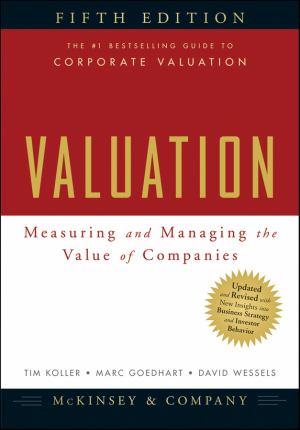 FIFTH EDITION
THE #1 BESTSELLING GUIDE TO
CORPORATE VALUATION
VALUATION
Measuring and Managing the
Value of Companies
Updated
and Revised with
New Insights into
Business Strategy
and Investor
Behavior
TIM KOLLER • MARC GOEDHART • DAVID WESSELS
McKINSEY & COMPANY